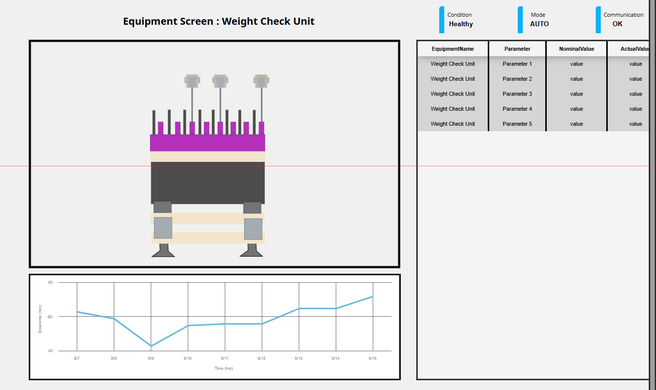 Equipment Screen : Weight Check Unit
Condition
Healthy
Mode
AUTO
Communication
OK
EquipmentName Parameter NominalValue ActualValu
Weight Check Unit Parameter 1 value value
Weight Check Unit Parameter 2 value value
Weight Check Unit Parameter 3 value value
Weight Check Unit Parameter 4 value value
Weight Check Unit Parameter 5 value value
80
60
40
8/7 8/8 8/9 8/10 8/11 8/12 8/13 8/14 8/15
Time (hrs)